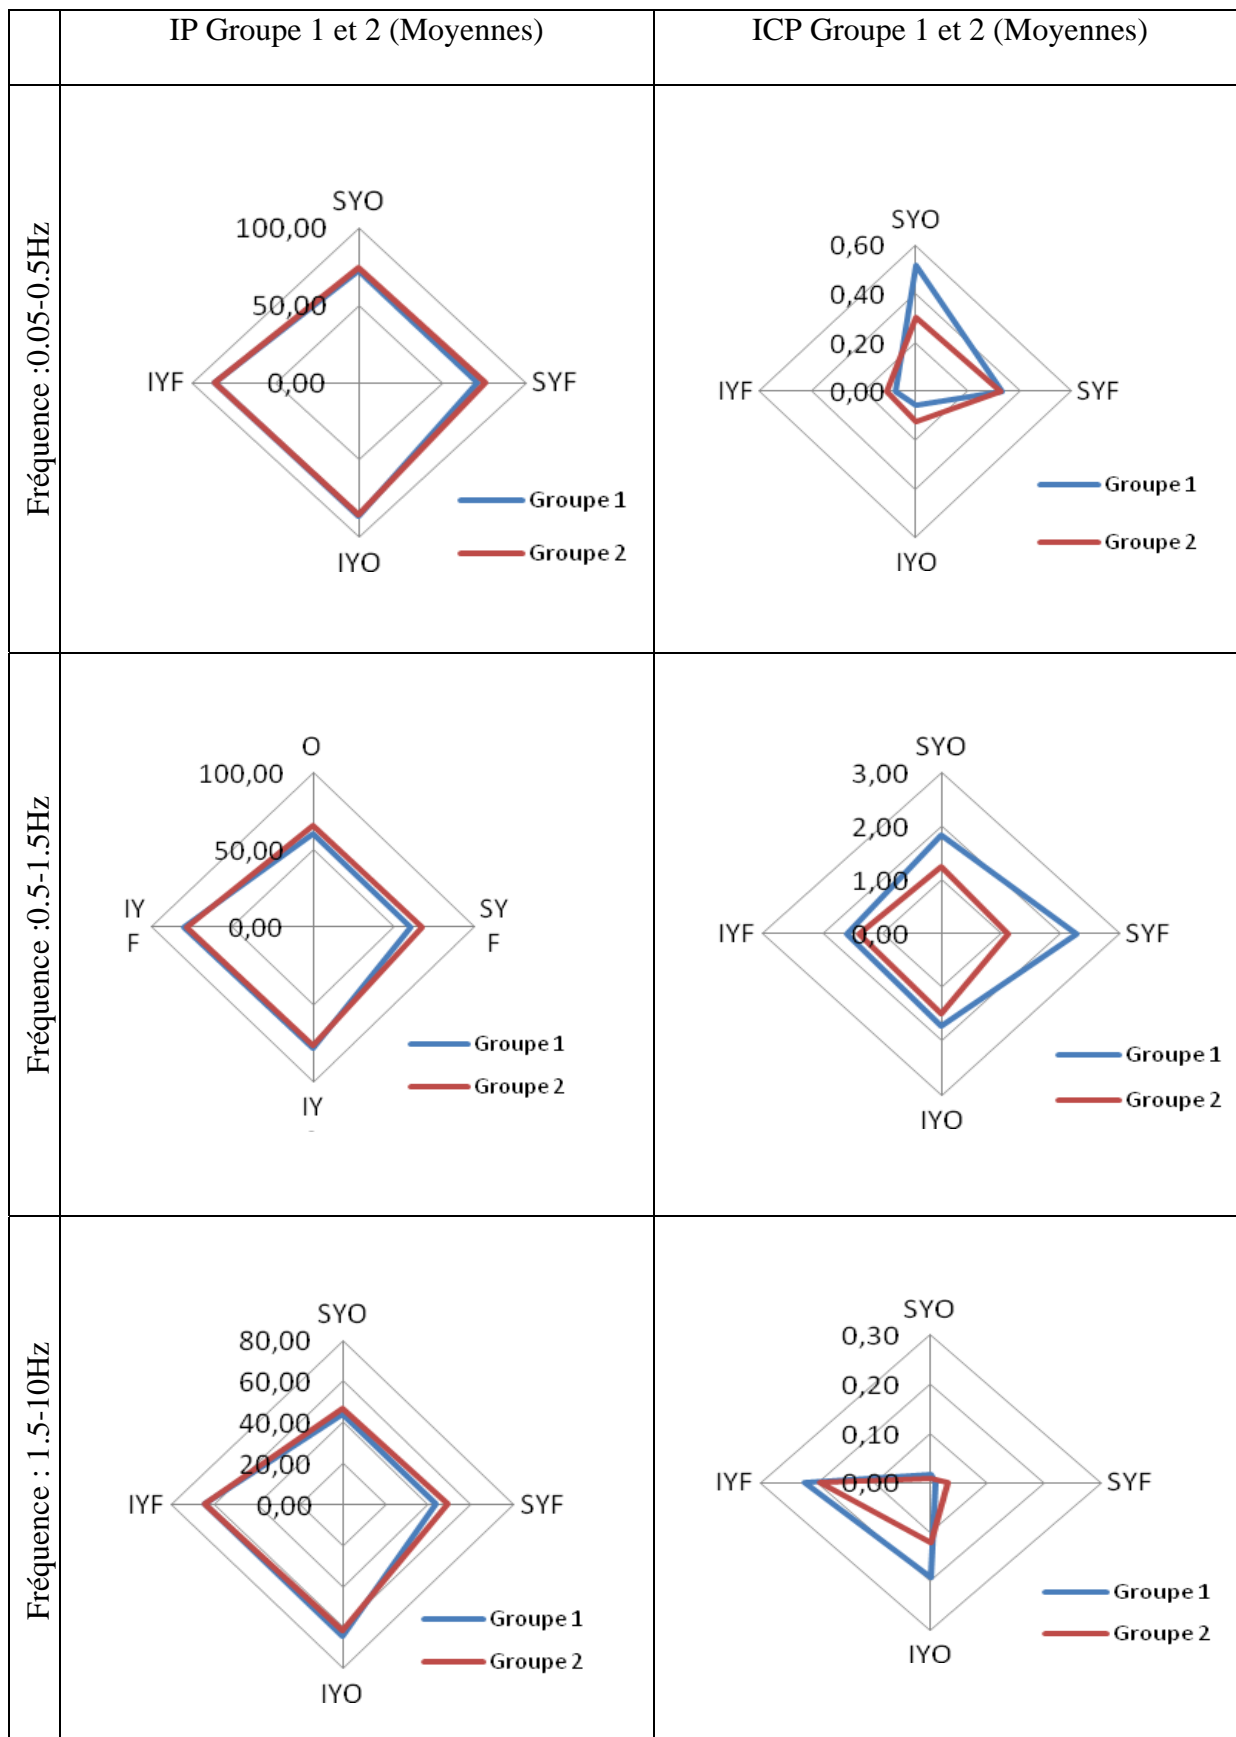 IP Groupe 1 et 2 (Moyennes)
ICP Groupe 1 et 2 (Moyennes)
Fréquence :0.05-0.5Hz
SYO
100,00
50,00
0,00
IYF
SYF
IYO
Groupe 1
Groupe 2
SYO
0,60
0,40
0,20
0,00
IYF
SYF
IYO
Groupe 1
Groupe 2
Fréquence :0.5-1.5Hz
O
100,00
50,00
0,00
IY
F
SY
F
IY
Groupe 1
Groupe 2
SYO
3,00
2,00
1,00
0,00
IYF
SYF
IYO
Groupe 1
Groupe 2
Fréquence : 1.5-10Hz
SYO
80,00
60,00
40,00
20,00
0,00
IYF
SYF
IYO
Groupe 1
Groupe 2
SYO
0,30
0,20
0,10
0,00
IYF
SYF
IYO
Groupe 1
Groupe 2